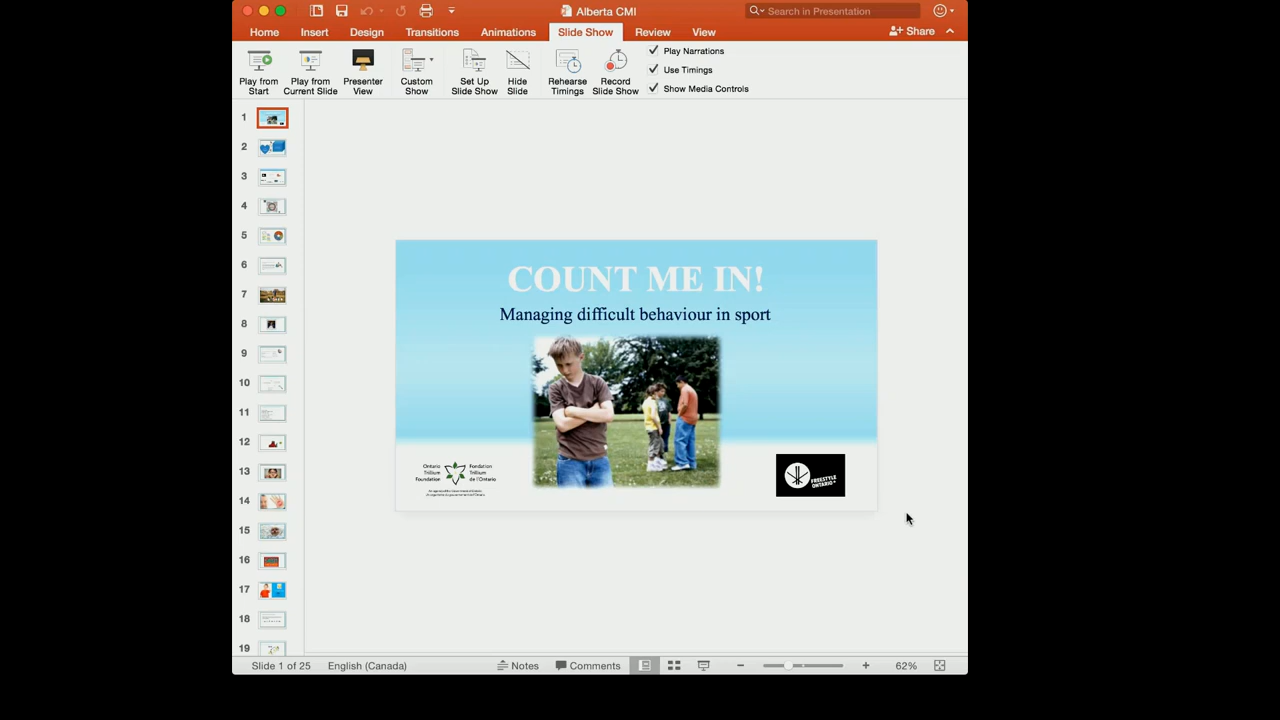 Alberta CMI
Search in Presentation
Home Insert Design Transitions Animations Slide Show Review View
Share
Play from Start
Play from Current Slide
Presenter View
Custom Show
Set Up Slide Show
Hide Slide
Rehearse Timings
Record Slide Show
Play Narrations
Use Timings
Show Media Controls
1
2
3
4
5
6
7
8
9
10
11
12
13
14
15
16
17
18
19
COUNT ME IN!
Managing difficult behaviour in sport
Ontario Fondation
Trillium Trillium
Foundation de l'Ontario
FREESTYLE
ONTARIO
Slide 1 of 25 English (Canada) Notes Comments 62%